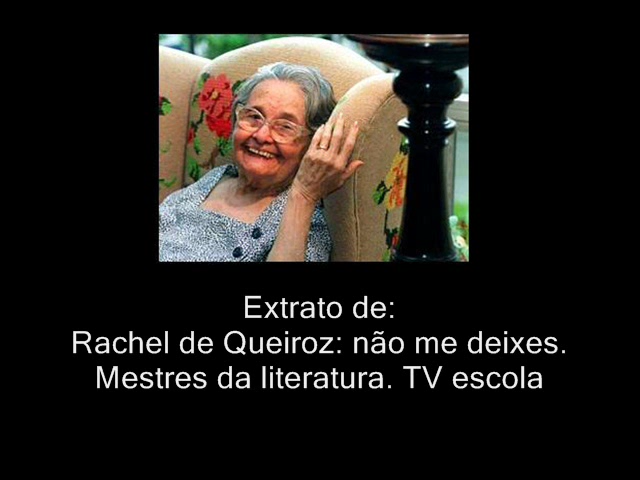 Extrato de:
Rachel de Queiroz: não me deixes.
Mestres da literatura. TV escola